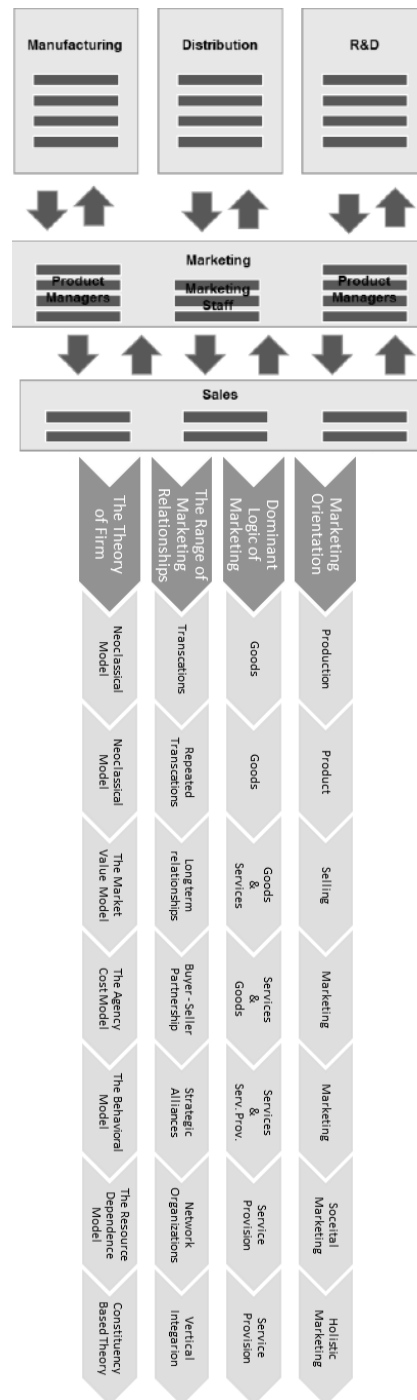 Manufacturing
Distribution
R&D
Marketing
Product
Managers
Marketing
Staff
Product
Managers
Sales
Marketing
Orientation
Production
Product
Selling
Marketing
Marketing
Soceital
Marketing
Holistic
Marketing
Dominant
Logic of
Marketing
Goods
Goods
Goods
&
Services
Services
&
Goods
Services
&
Serv. Prov.
Service
Provision
Service
Provision
The Range of
Marketing
Relationships
Transcations
Repeated
Transcations
Long term
relationships
Buyer - Seller
Partnership
Strategic
Alliances
Network
Organizations
Vertical
Integarion
The Theory
of Firm
Neoclassical
Model
Neoclassical
Model
The Market
Value Model
The Agency
Cost Model
The Behavioral
Model
The Resource
Dependence
Model
Constituency
Based Theory